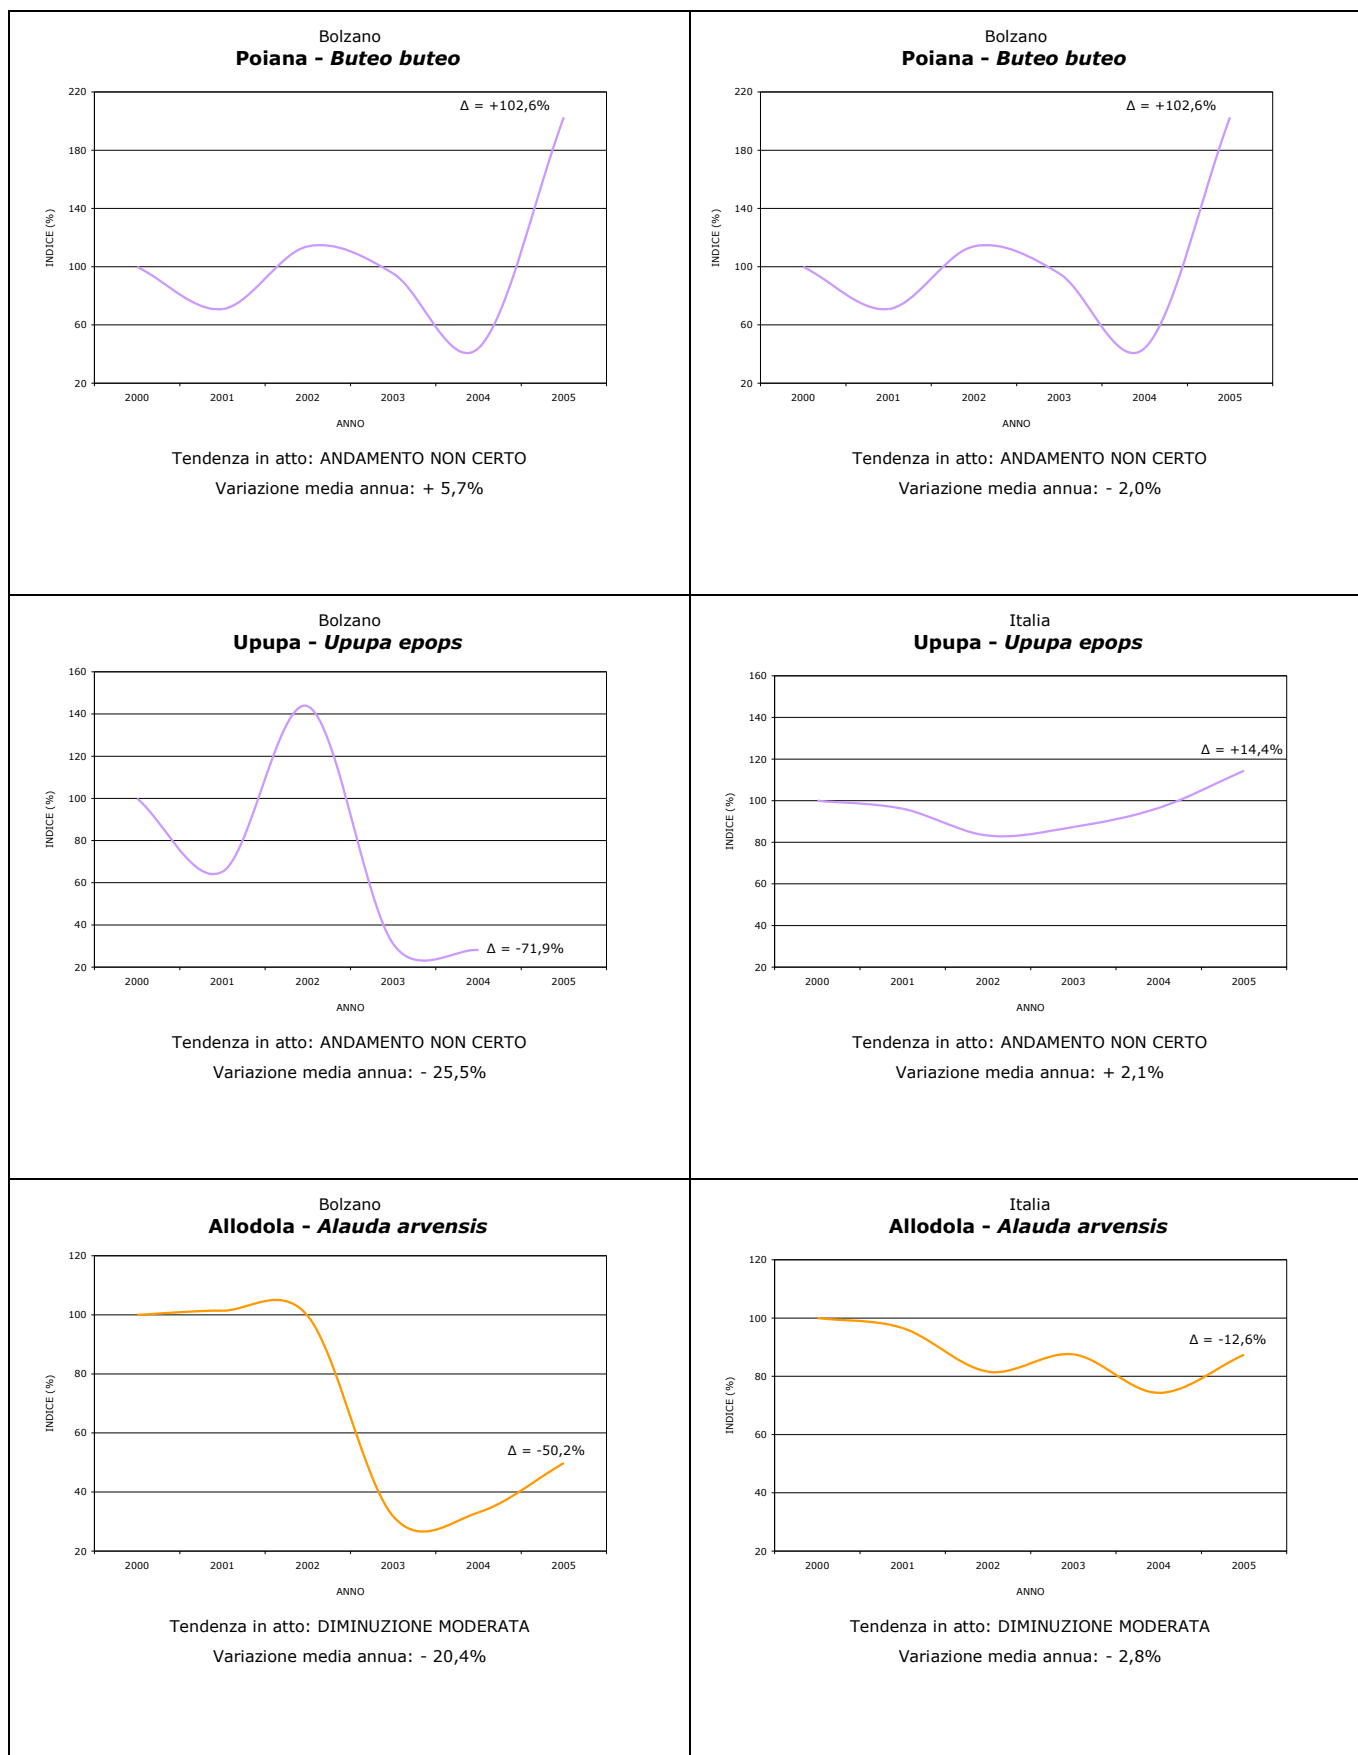 Bolzano
Poiana - Buteo buteo
220
180
140
100
60
20
INDICE (%)
Δ = +102,6%
2000 2001 2002 2003 2004 2005
ANNO
Tendenza in atto: ANDAMENTO NON CERTO
Variazione media annua: + 5,7%
Bolzano
Poiana - Buteo buteo
220
180
140
100
60
20
INDICE (%)
Δ = +102,6%
2000 2001 2002 2003 2004 2005
ANNO
Tendenza in atto: ANDAMENTO NON CERTO
Variazione media annua: - 2,0%
Bolzano
Upupa - Upupa epops
160
140
120
100
80
60
40
20
INDICE (%)
Δ = -71,9%
2000 2001 2002 2003 2004 2005
ANNO
Tendenza in atto: ANDAMENTO NON CERTO
Variazione media annua: - 25,5%
Italia
Upupa - Upupa epops
160
140
120
100
80
60
40
20
INDICE (%)
Δ = +14,4%
2000 2001 2002 2003 2004 2005
ANNO
Tendenza in atto: ANDAMENTO NON CERTO
Variazione media annua: + 2,1%
Bolzano
Allodola - Alauda arvensis
120
100
80
60
40
20
INDICE (%)
Δ = -50,2%
2000 2001 2002 2003 2004 2005
ANNO
Tendenza in atto: DIMINUZIONE MODERATA
Variazione media annua: - 20,4%
Italia
Allodola - Alauda arvensis
120
100
80
60
40
20
INDICE (%)
Δ = -12,6%
2000 2001 2002 2003 2004 2005
ANNO
Tendenza in atto: DIMINUZIONE MODERATA
Variazione media annua: - 2,8%